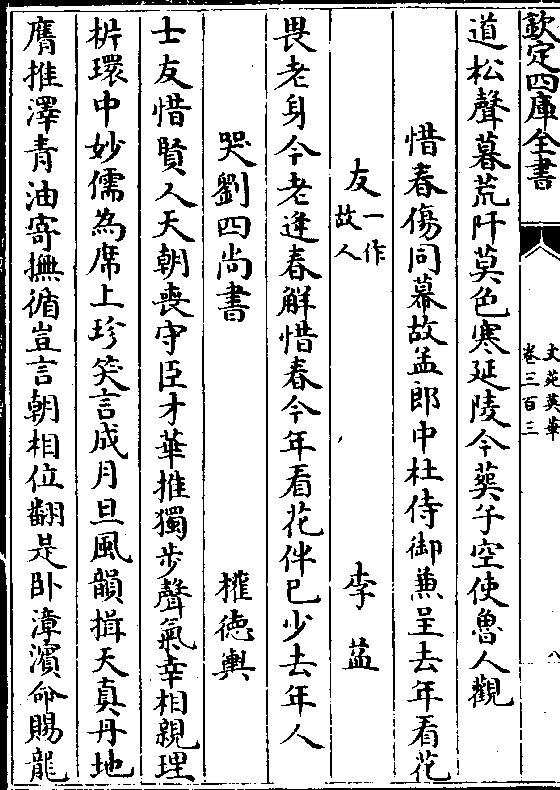 欽定四庫全書
文苑英華
卷三百三
八
道松聲暮荒阡莫色寒延陵今葬子空使魯人觀
惜春傷同幕故孟郎中杜侍御兼呈去年看花
友一作故人
李益
畏老身今老逢春解惜春今年看花伴已少去年人
哭劉四尚書
權徳輿
士友惜賢人天朝喪守臣才華推獨步聲氣幸相親理
析環中妙儒為席上珍笑言成月旦風韻揖天真丹地
膺推澤青油寄撫循豈言朝相位翻是卧漳濱命賜龍